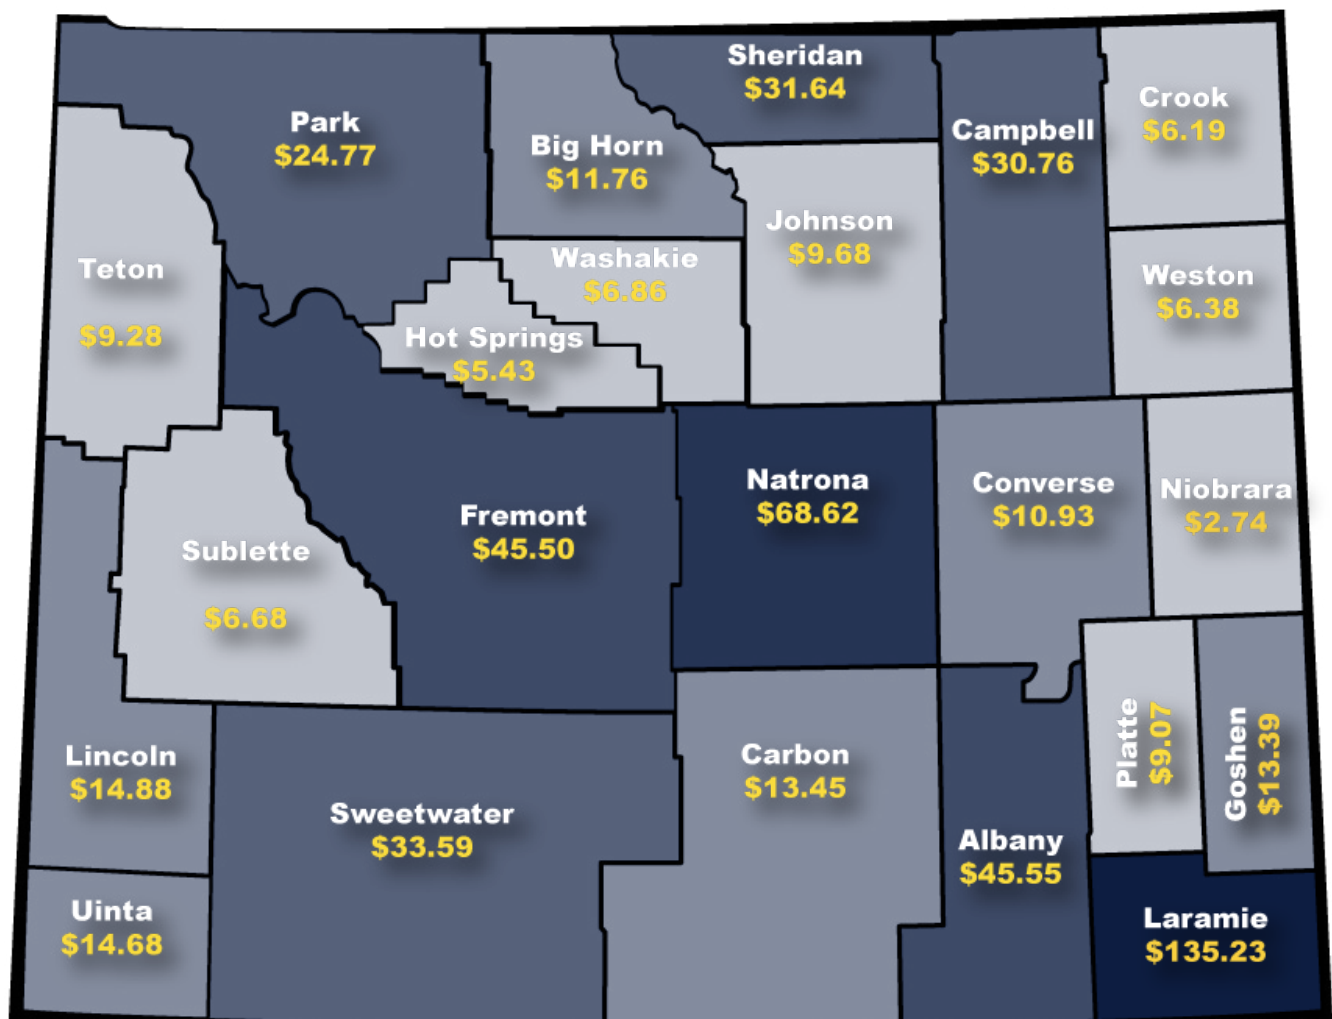 Sheridan
$31.64
Park
$24.77
Big Horn
$11.76
Campbell
$30.76
Crook
$6.19
Johnson
$9.68
Teton
$9.28
Washakie
$6.86
Weston
$6.38
Hot Springs
$5.43
Natrona
$68.62
Converse
$10.93
Niobrara
$2.74
Fremont
$45.50
Sublette
$6.68
Lincoln
$14.88
Sweetwater
$33.59
Carbon
$13.45
Platte
$9.07
Goshen
$13.39
Albany
$45.55
Uinta
$14.68
Laramie
$135.23